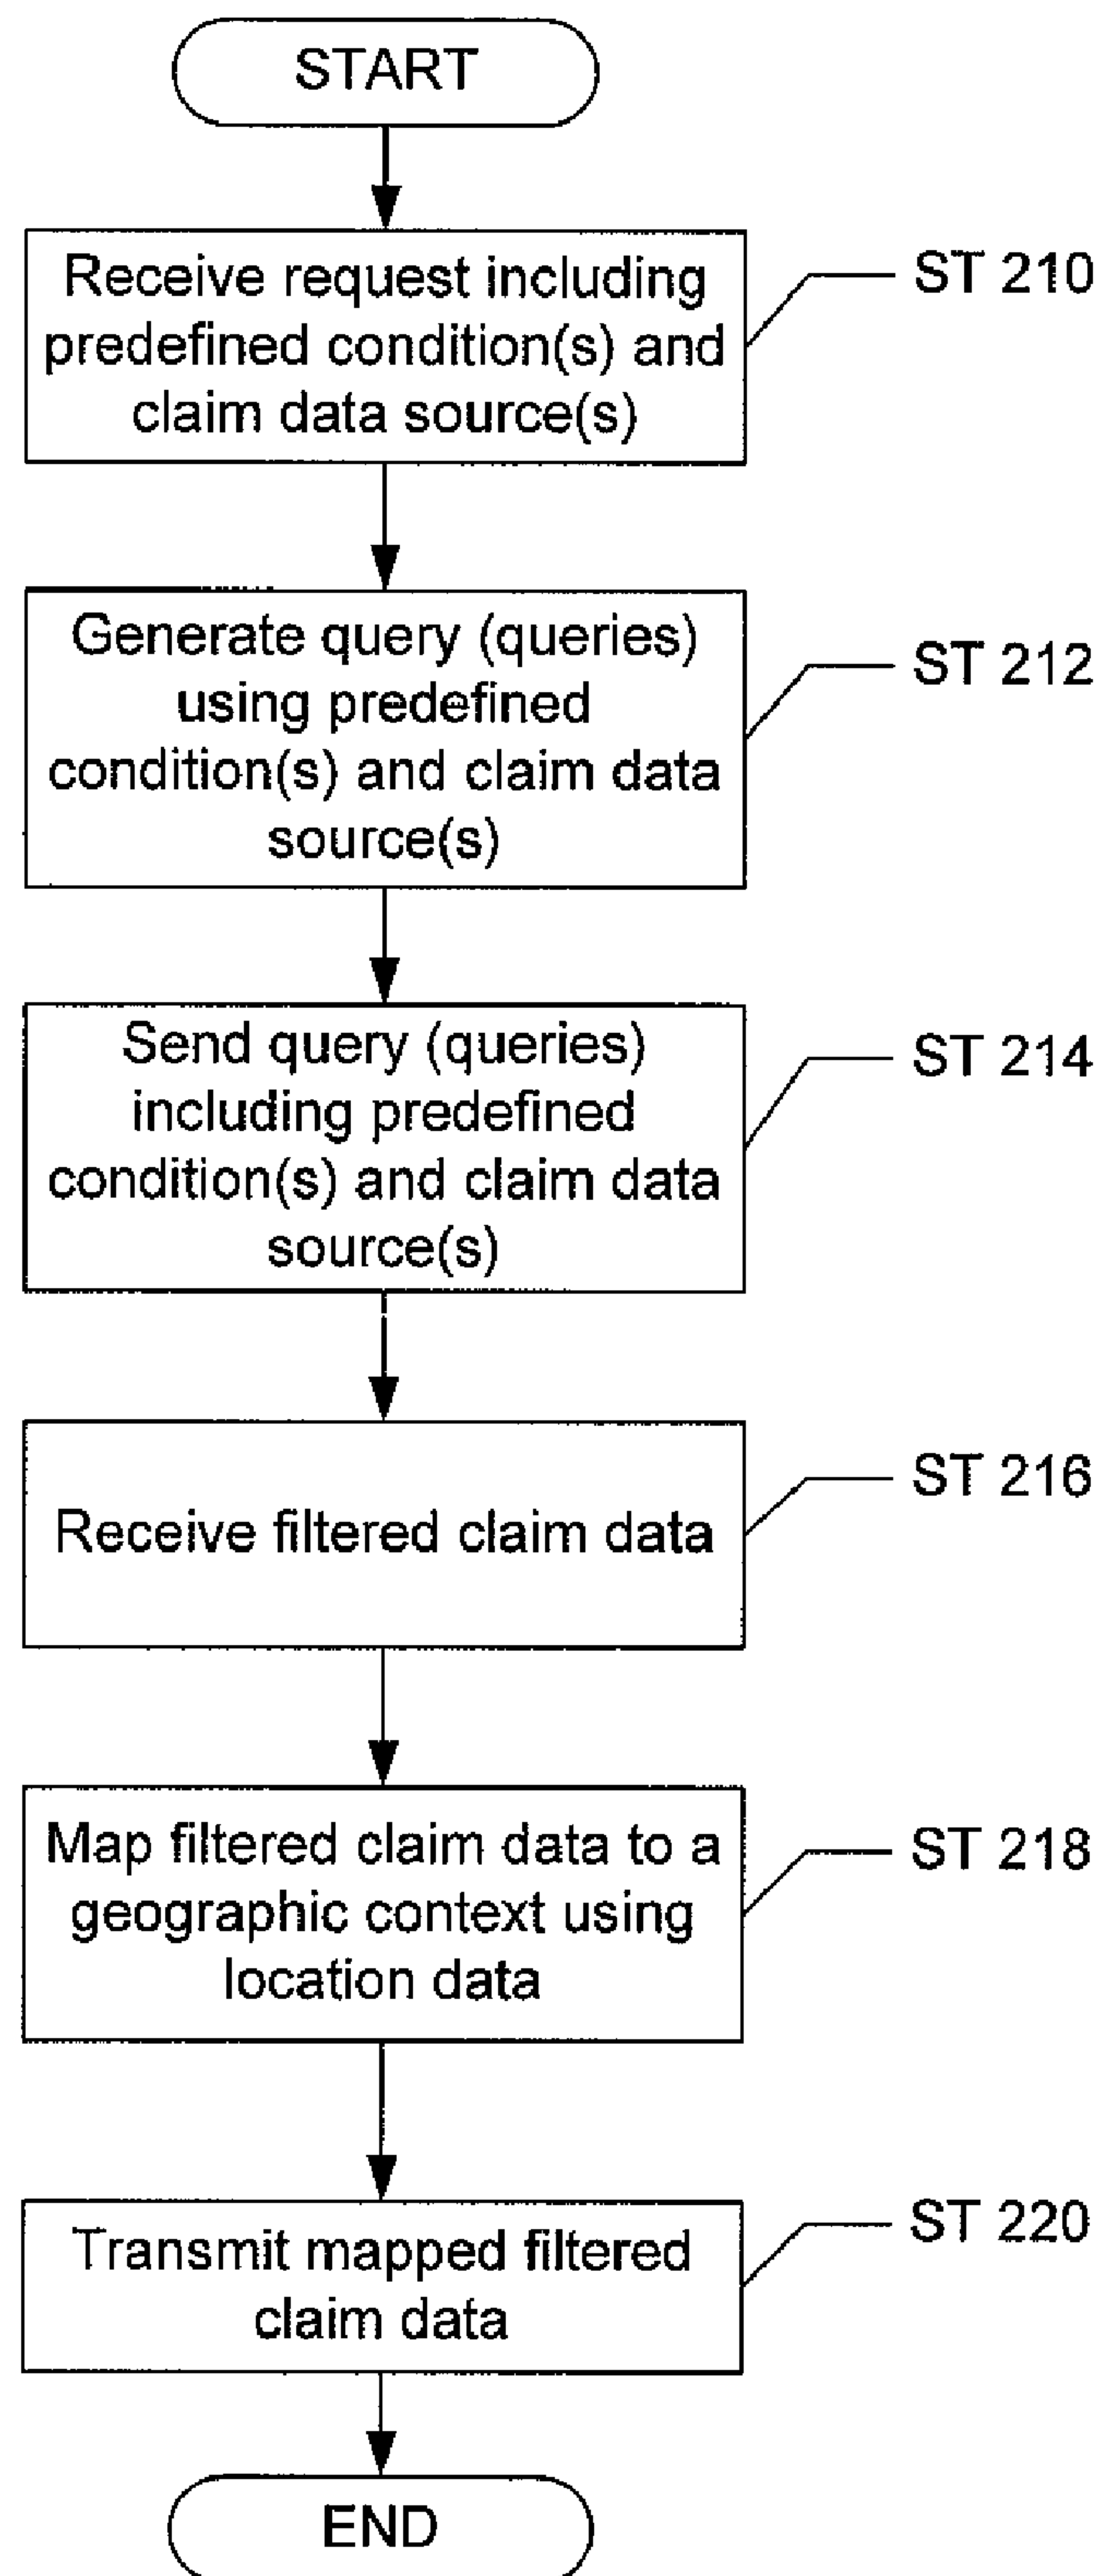 START
Receive request including
predefined condition(s) and
claim data source(s)
ST 210
Generate query (queries)
using predefined
condition(s) and claim data
source(s)
ST 212
Send query (queries)
including predefined
condition(s) and claim data
source(s)
ST 214
Receive filtered claim data
ST 216
Map filtered claim data to a
geographic context using
location data
ST 218
Transmit mapped filtered
claim data
ST 220
END